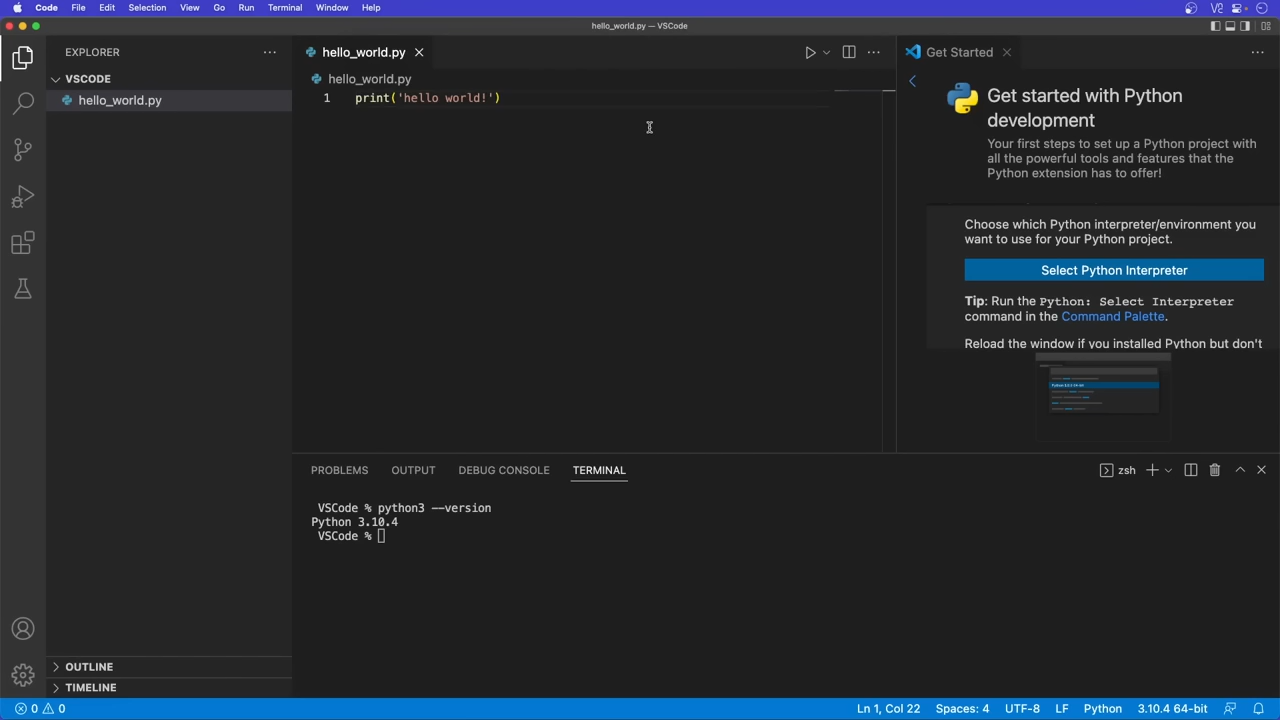 Code File Edit Selection View Go Run Terminal Window Help
hello_world.py — VSCode
EXPLORER
VSCODE
hello_world.py
OUTLINE
TIMELINE
hello_world.py
hello_world.py
1 print('hello world!')
Get Started
Get started with Python
development
Your first steps to set up a Python project with
all the powerful tools and features that the
Python extension has to offer!
Choose which Python interpreter/environment you
want to use for your Python project.
Select Python Interpreter
Tip: Run the Python: Select Interpreter
command in the Command Palette.
Reload the window if you installed Python but don't
PROBLEMS OUTPUT DEBUG CONSOLE TERMINAL
zsh
VSCode % python3 --version
Python 3.10.4
VSCode %
0 0
Ln 1, Col 22 Spaces: 4 UTF-8 LF Python 3.10.4 64-bit